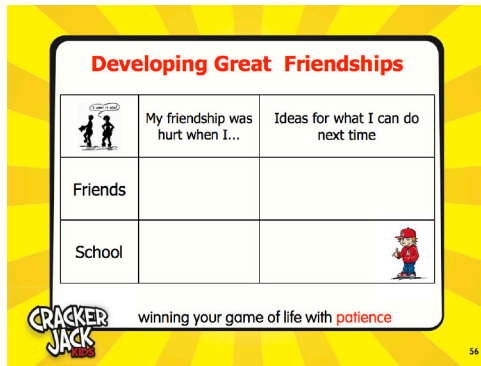 Developing Great Friendships
My friendship was
hurt when I...
Ideas for what I can do
next time
Friends
School
CRACKER
JACK
KIDS
winning your game of life with patience
56